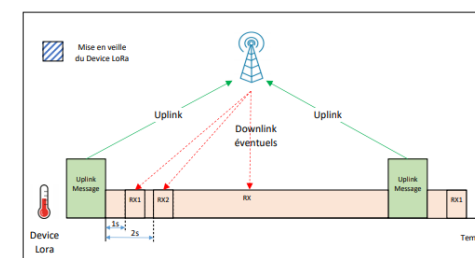 Mise en veille
du Device LoRa
Uplink
Downlink
éventuels
Uplink
Uplink
Message
RX1
RX2
RX
Uplink
Message
RX1
1s
2s
Device
Lora
Tem